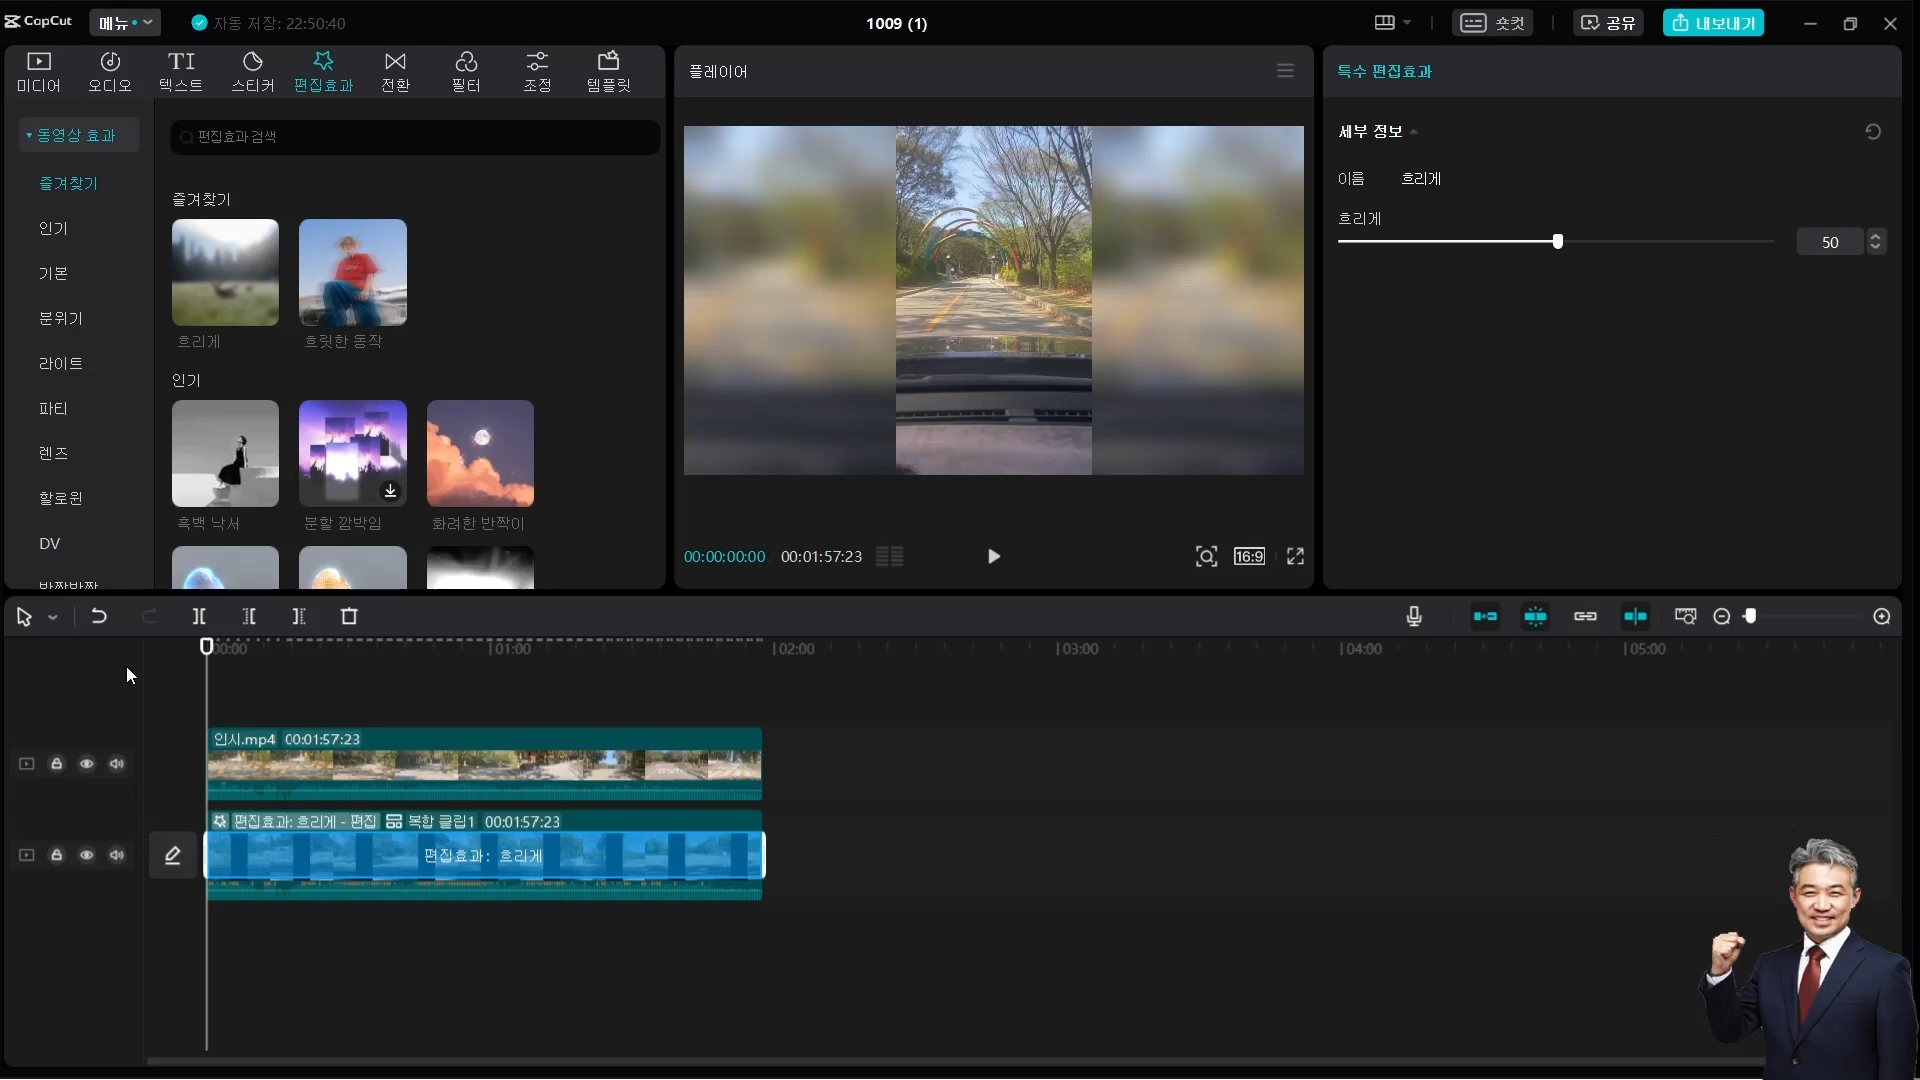 CapCut
메뉴
자동 저장: 22:50:40
1009 (1)
숏컷
공유
내보내기
미디어
오디오
텍스트
스티커
편집효과
전환
필터
조정
템플릿
동영상 효과
즐겨찾기
인기
기본
분위기
라이트
파티
렌즈
할로윈
DV
반짝반짝
편집효과 검색
즐겨찾기
흐리게
흐릿한 동작
인기
흑백 낙서
분할 깜박임
화려한 반짝이
플레이어
00:00:00:00
00:01:57:23
16:9
특수 편집효과
세부 정보
이름 흐리게
흐리게
50
00:00
01:00
02:00
03:00
04:00
05:00
인시.mp4 00:01:57:23
편집효과: 흐리게 - 편집 복합 클립1 00:01:57:23
편집효과: 흐리게